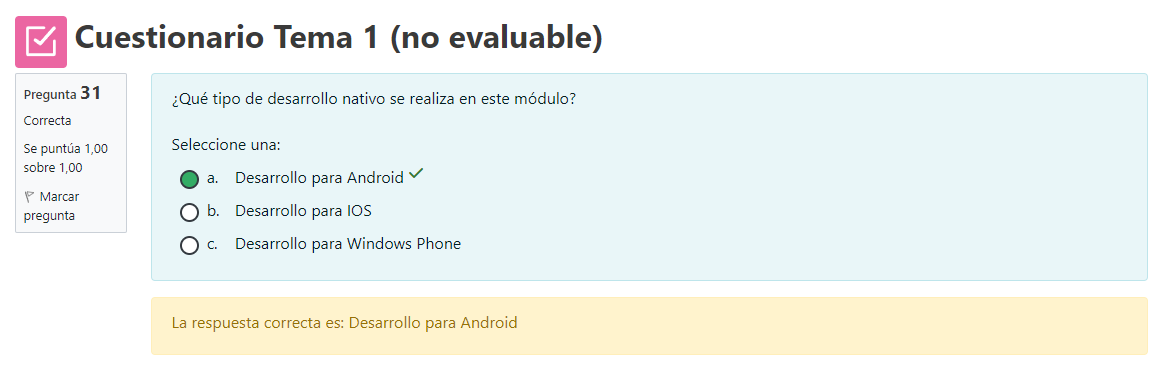 Cuestionario Tema 1 (no evaluable)
Pregunta 31
Correcta
Se puntúa 1,00
sobre 1,00
Marcar
pregunta
¿Qué tipo de desarrollo nativo se realiza en este módulo?
Seleccione una:
a. Desarrollo para Android
b. Desarrollo para IOS
c. Desarrollo para Windows Phone
La respuesta correcta es: Desarrollo para Android